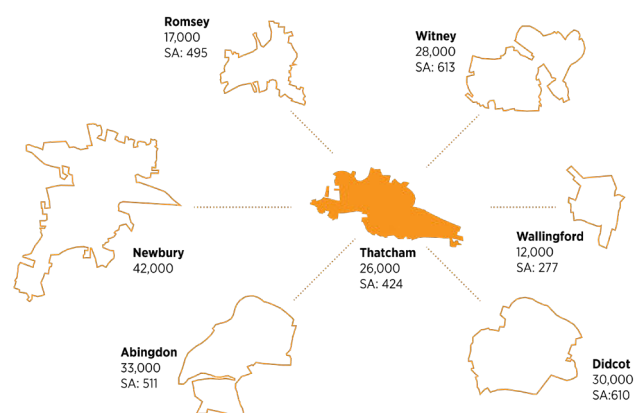 Romsey
17,000
SA: 495
Witney
28,000
SA: 613
Newbury
42,000
Thatcham
26,000
SA: 424
Wallingford
12,000
SA: 277
Abingdon
33,000
SA: 511
Didcot
30,000
SA:610